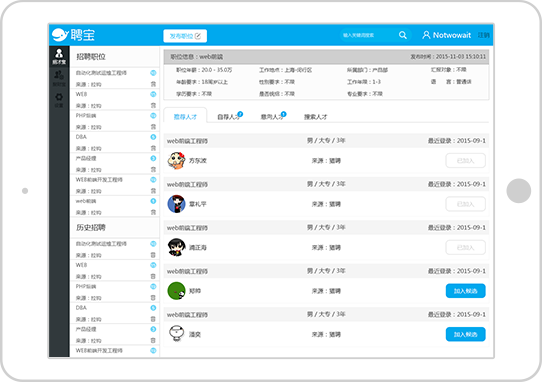 聘宝
发布职位
输入关键词搜索
Notwowait
注销
招才宝
招聘职位
自动化测试运维工程师
来源：拉勾
WEB
来源：拉勾
PHP后端
来源：拉勾
DBA
来源：拉勾
产品经理
来源：拉勾
WEB前端开发工程师
来源：拉勾
web前端
来源：拉勾
历史招聘
自动化测试运维工程师
来源：拉勾
WEB
来源：拉勾
PHP后端
来源：拉勾
DBA
来源：拉勾
产品经理
来源：拉勾
WEB前端开发工程师
职位信息：web前端 发布时间：2015-11-03 15:10:11
职位年薪：20.0 - 35.0万 工作地点：上海-闵行区 所属部门：产品部 汇报对象：不限
年龄要求：18周岁以上 性别要求：不限 工作年限：1-3 语 言：普通话
学历要求：不限 是否统招：不限 专业要求：不限
推荐人才 自荐人才 意向人才 搜索人才
web前端工程师 男 / 大专 / 3年 最近登录：2015-09-1
方东波 来源：猎聘 已加入
web前端工程师 男 / 大专 / 3年 最近登录：2015-09-1
章礼平 来源：猎聘 已加入
web前端工程师 男 / 大专 / 3年 最近登录：2015-09-1
浦正海 来源：猎聘 已加入
web前端工程师 男 / 大专 / 3年 最近登录：2015-09-1
郑帅 来源：猎聘 加入候选
web前端工程师 男 / 大专 / 3年 最近登录：2015-09-1
潘奕 来源：猎聘 加入候选